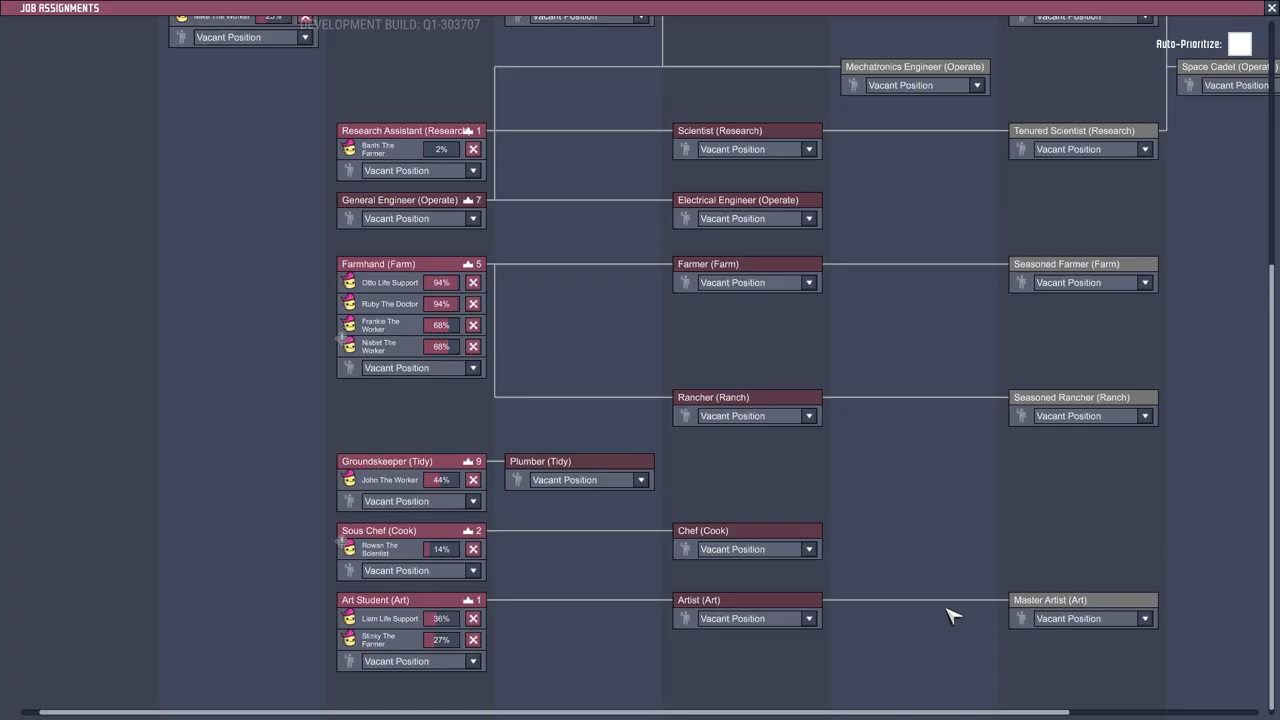 JOB ASSIGNMENTS
DEVELOPMENT BUILD: Q1-303707
Mike The Worker
Vacant Position
Vacant Position
Vacant Position
Auto-Prioritize:
Mechatronics Engineer (Operate)
Vacant Position
Space Cadet (Operat
Vacant Position
Research Assistant (Research 1
Banhi The Farmer 2%
Vacant Position
Scientist (Research)
Vacant Position
Tenured Scientist (Research)
Vacant Position
General Engineer (Operate) 7
Vacant Position
Electrical Engineer (Operate)
Vacant Position
Farmhand (Farm) 5
Otto Life Support 94%
Ruby The Doctor 94%
Frankie The Worker 68%
Nisbet The Worker 68%
Vacant Position
Farmer (Farm)
Vacant Position
Seasoned Farmer (Farm)
Vacant Position
Rancher (Ranch)
Vacant Position
Seasoned Rancher (Ranch)
Vacant Position
Groundskeeper (Tidy) 9
John The Worker 44%
Vacant Position
Plumber (Tidy)
Vacant Position
Sous Chef (Cook) 2
Rowan The Scientist 14%
Vacant Position
Chef (Cook)
Vacant Position
Art Student (Art) 1
Liam Life Support 36%
Stinky The Farmer 27%
Vacant Position
Artist (Art)
Vacant Position
Master Artist (Art)
Vacant Position